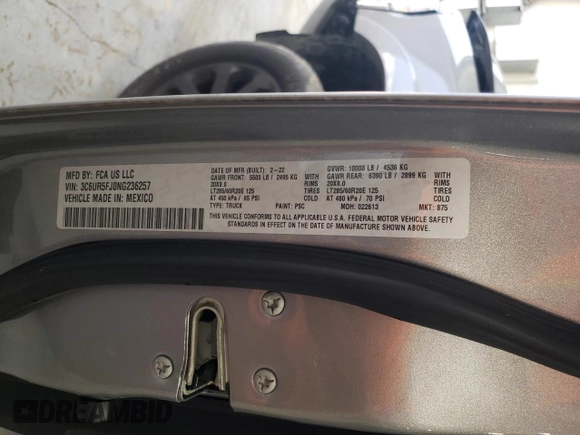 MFD BY: FCA US LLC
VIN: 3C6UR5FJ0NG236257
VEHICLE MADE IN: MEXICO
DATE OF MFR (BUILT): 2-22 GVWR: 10000 LB / 4536 KG
GAWR FRONT: 5500 LB / 2495 KG WITH GAWR REAR: 6390 LB / 2899 KG WITH
20X8.0 RIMS 20X8.0 RIMS
LT285/60R20E 125 TIRES LT285/60R20E 125 TIRES
AT 450 kPa / 65 PSI COLD AT 480 kPa / 70 PSI COLD
TYPE: TRUCK PAINT: PSC MDH: 022613 MKT: 875
THIS VEHICLE CONFORMS TO ALL APPLICABLE U.S.A. FEDERAL MOTOR VEHICLE SAFETY
STANDARDS IN EFFECT ON THE DATE OF MANUFACTURE SHOWN ABOVE.
DREAMBID